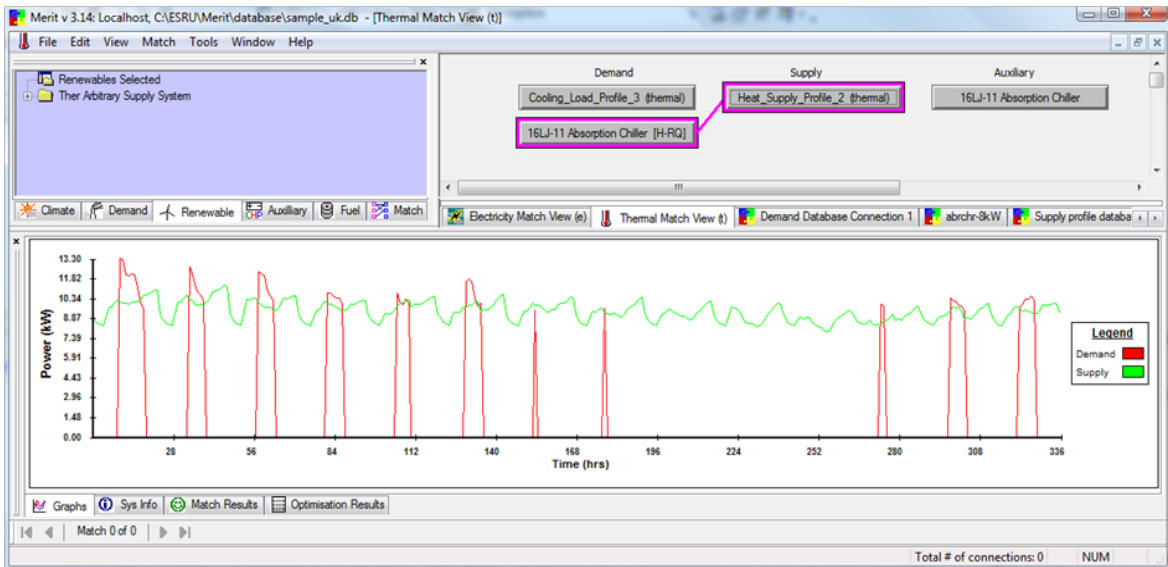 Merit v 3.14: Localhost, C:\ESRU\Merit\database\sample_uk.db - [Thermal Match View (t)]
File Edit View Match Tools Window Help
Renewables Selected
Ther Arbitrary Supply System
Demand Supply Auxiliary
Cooling_Load_Profile_3 (thermal) Heat_Supply_Profile_2 (thermal) 16LJ-11 Absorption Chiller
16LJ-11 Absorption Chiller [H-RQ]
Climate Demand Renewable Auxiliary Fuel Match
Electricity Match View (e) Thermal Match View (t) Demand Database Connection 1 abrchr-8kW Supply profile databa
Power (kW)
13.30
11.82
10.34
8.87
7.39
5.91
4.43
2.96
1.48
0.00
28 56 84 112 140 168 196 224 252 280 308 336
Time (hrs)
Legend
Demand
Supply
Graphs Sys Info Match Results Optimisation Results
Match 0 of 0
Total # of connections: 0 NUM